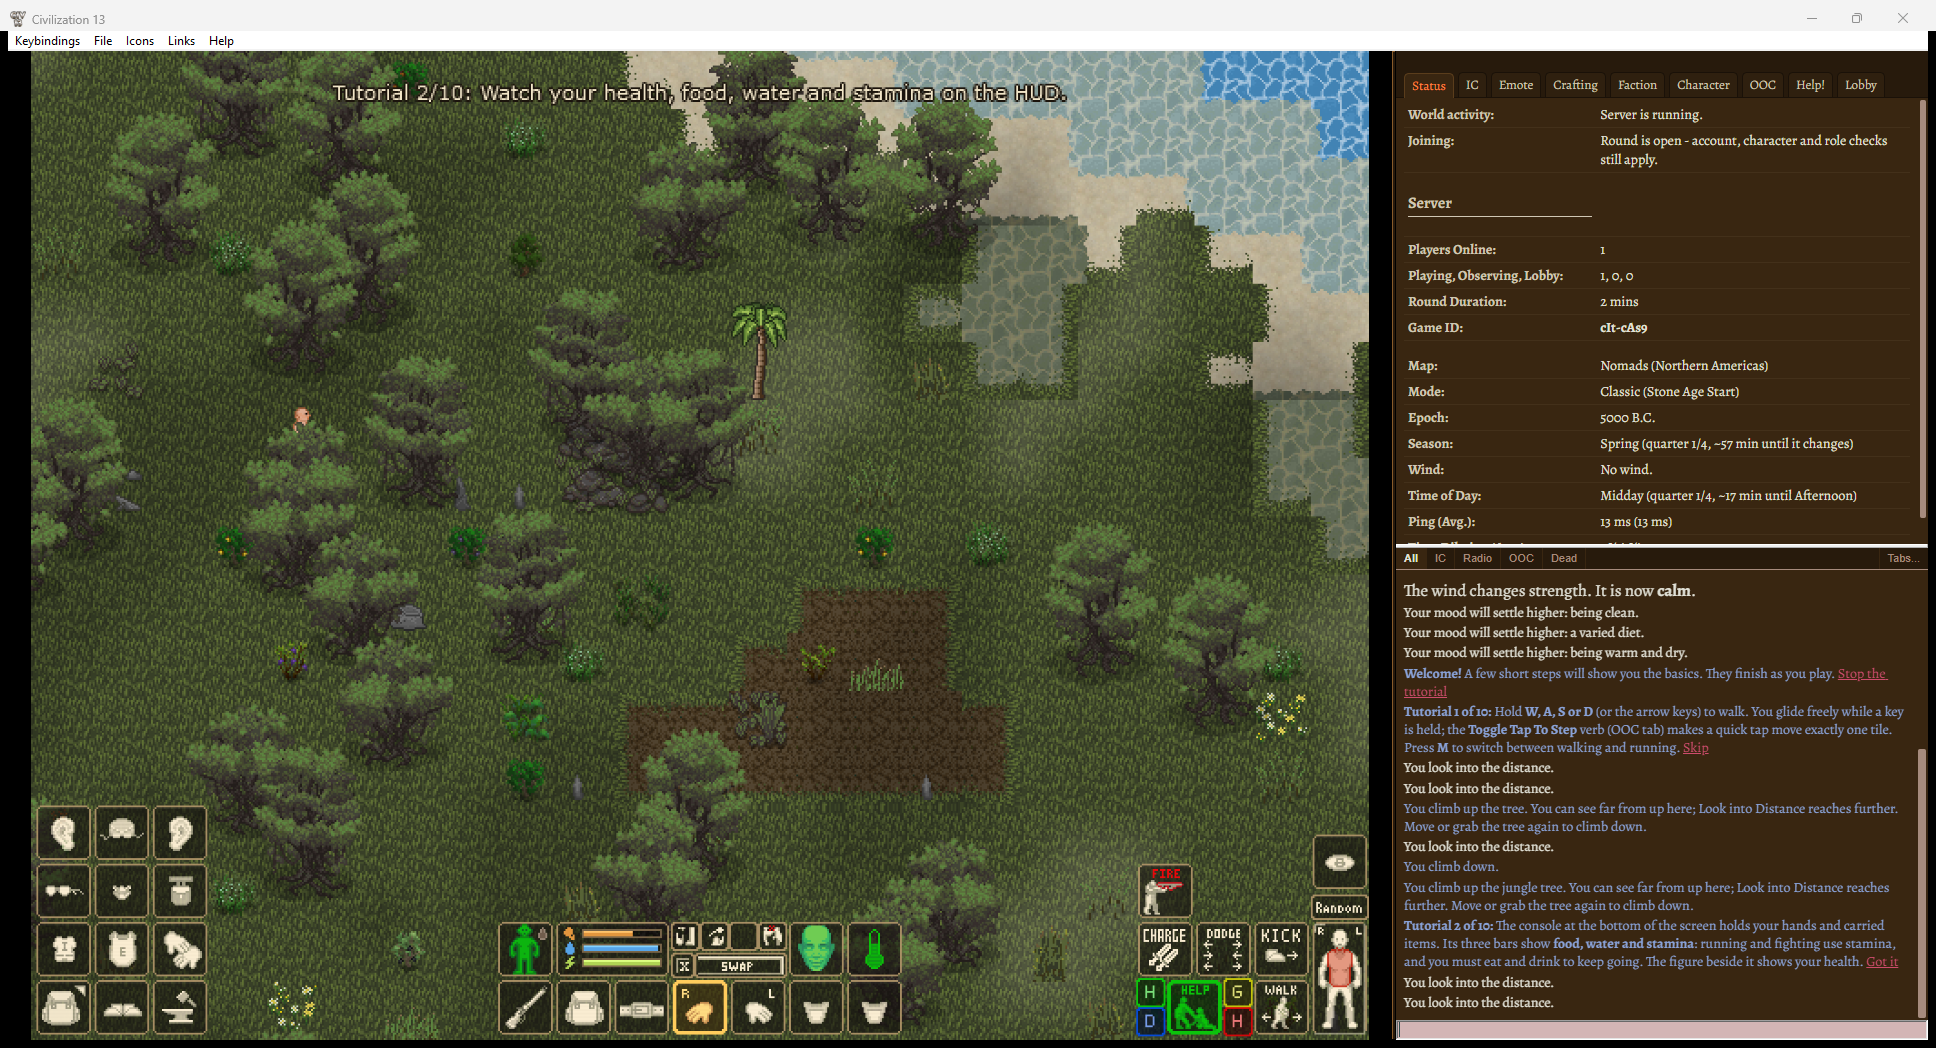 Civilization 13
Keybindings File Icons Links Help
Tutorial 2/10: Watch your health, food, water and stamina on the HUD.
Status IC Emote Crafting Faction Character OOC Help! Lobby
World activity: Server is running.
Joining: Round is open - account, character and role checks
still apply.
Server
Players Online: 1
Playing, Observing, Lobby: 1, 0, 0
Round Duration: 2 mins
Game ID: cIt-cAs9
Map: Nomads (Northern Americas)
Mode: Classic (Stone Age Start)
Epoch: 5000 B.C.
Season: Spring (quarter 1/4, ~57 min until it changes)
Wind: No wind.
Time of Day: Midday (quarter 1/4, ~17 min until Afternoon)
Ping (Avg.): 13 ms (13 ms)
All IC Radio OOC Dead Tabs...
The wind changes strength. It is now calm.
Your mood will settle higher: being clean.
Your mood will settle higher: a varied diet.
Your mood will settle higher: being warm and dry.
Welcome! A few short steps will show you the basics. They finish as you play. Stop the
tutorial
Tutorial 1 of 10: Hold W, A, S or D (or the arrow keys) to walk. You glide freely while a key
is held; the Toggle Tap To Step verb (OOC tab) makes a quick tap move exactly one tile.
Press M to switch between walking and running. Skip
You look into the distance.
You look into the distance.
You climb up the tree. You can see far from up here; Look into Distance reaches further.
Move or grab the tree again to climb down.
You look into the distance.
You climb down.
You climb up the jungle tree. You can see far from up here; Look into Distance reaches
further. Move or grab the tree again to climb down.
Tutorial 2 of 10: The console at the bottom of the screen holds your hands and carried
items. Its three bars show food, water and stamina: running and fighting use stamina,
and you must eat and drink to keep going. The figure beside it shows your health. Got it
You look into the distance.
You look into the distance.
FIRE
B
RANDOM
CHARGE DODGE KICK R L
X SWAP
I E
R L
H HELP G WALK
D H